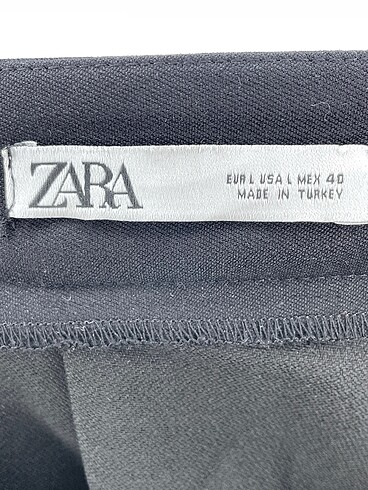 ZARA
EUR L USA L MEX 40
MADE IN TURKEY